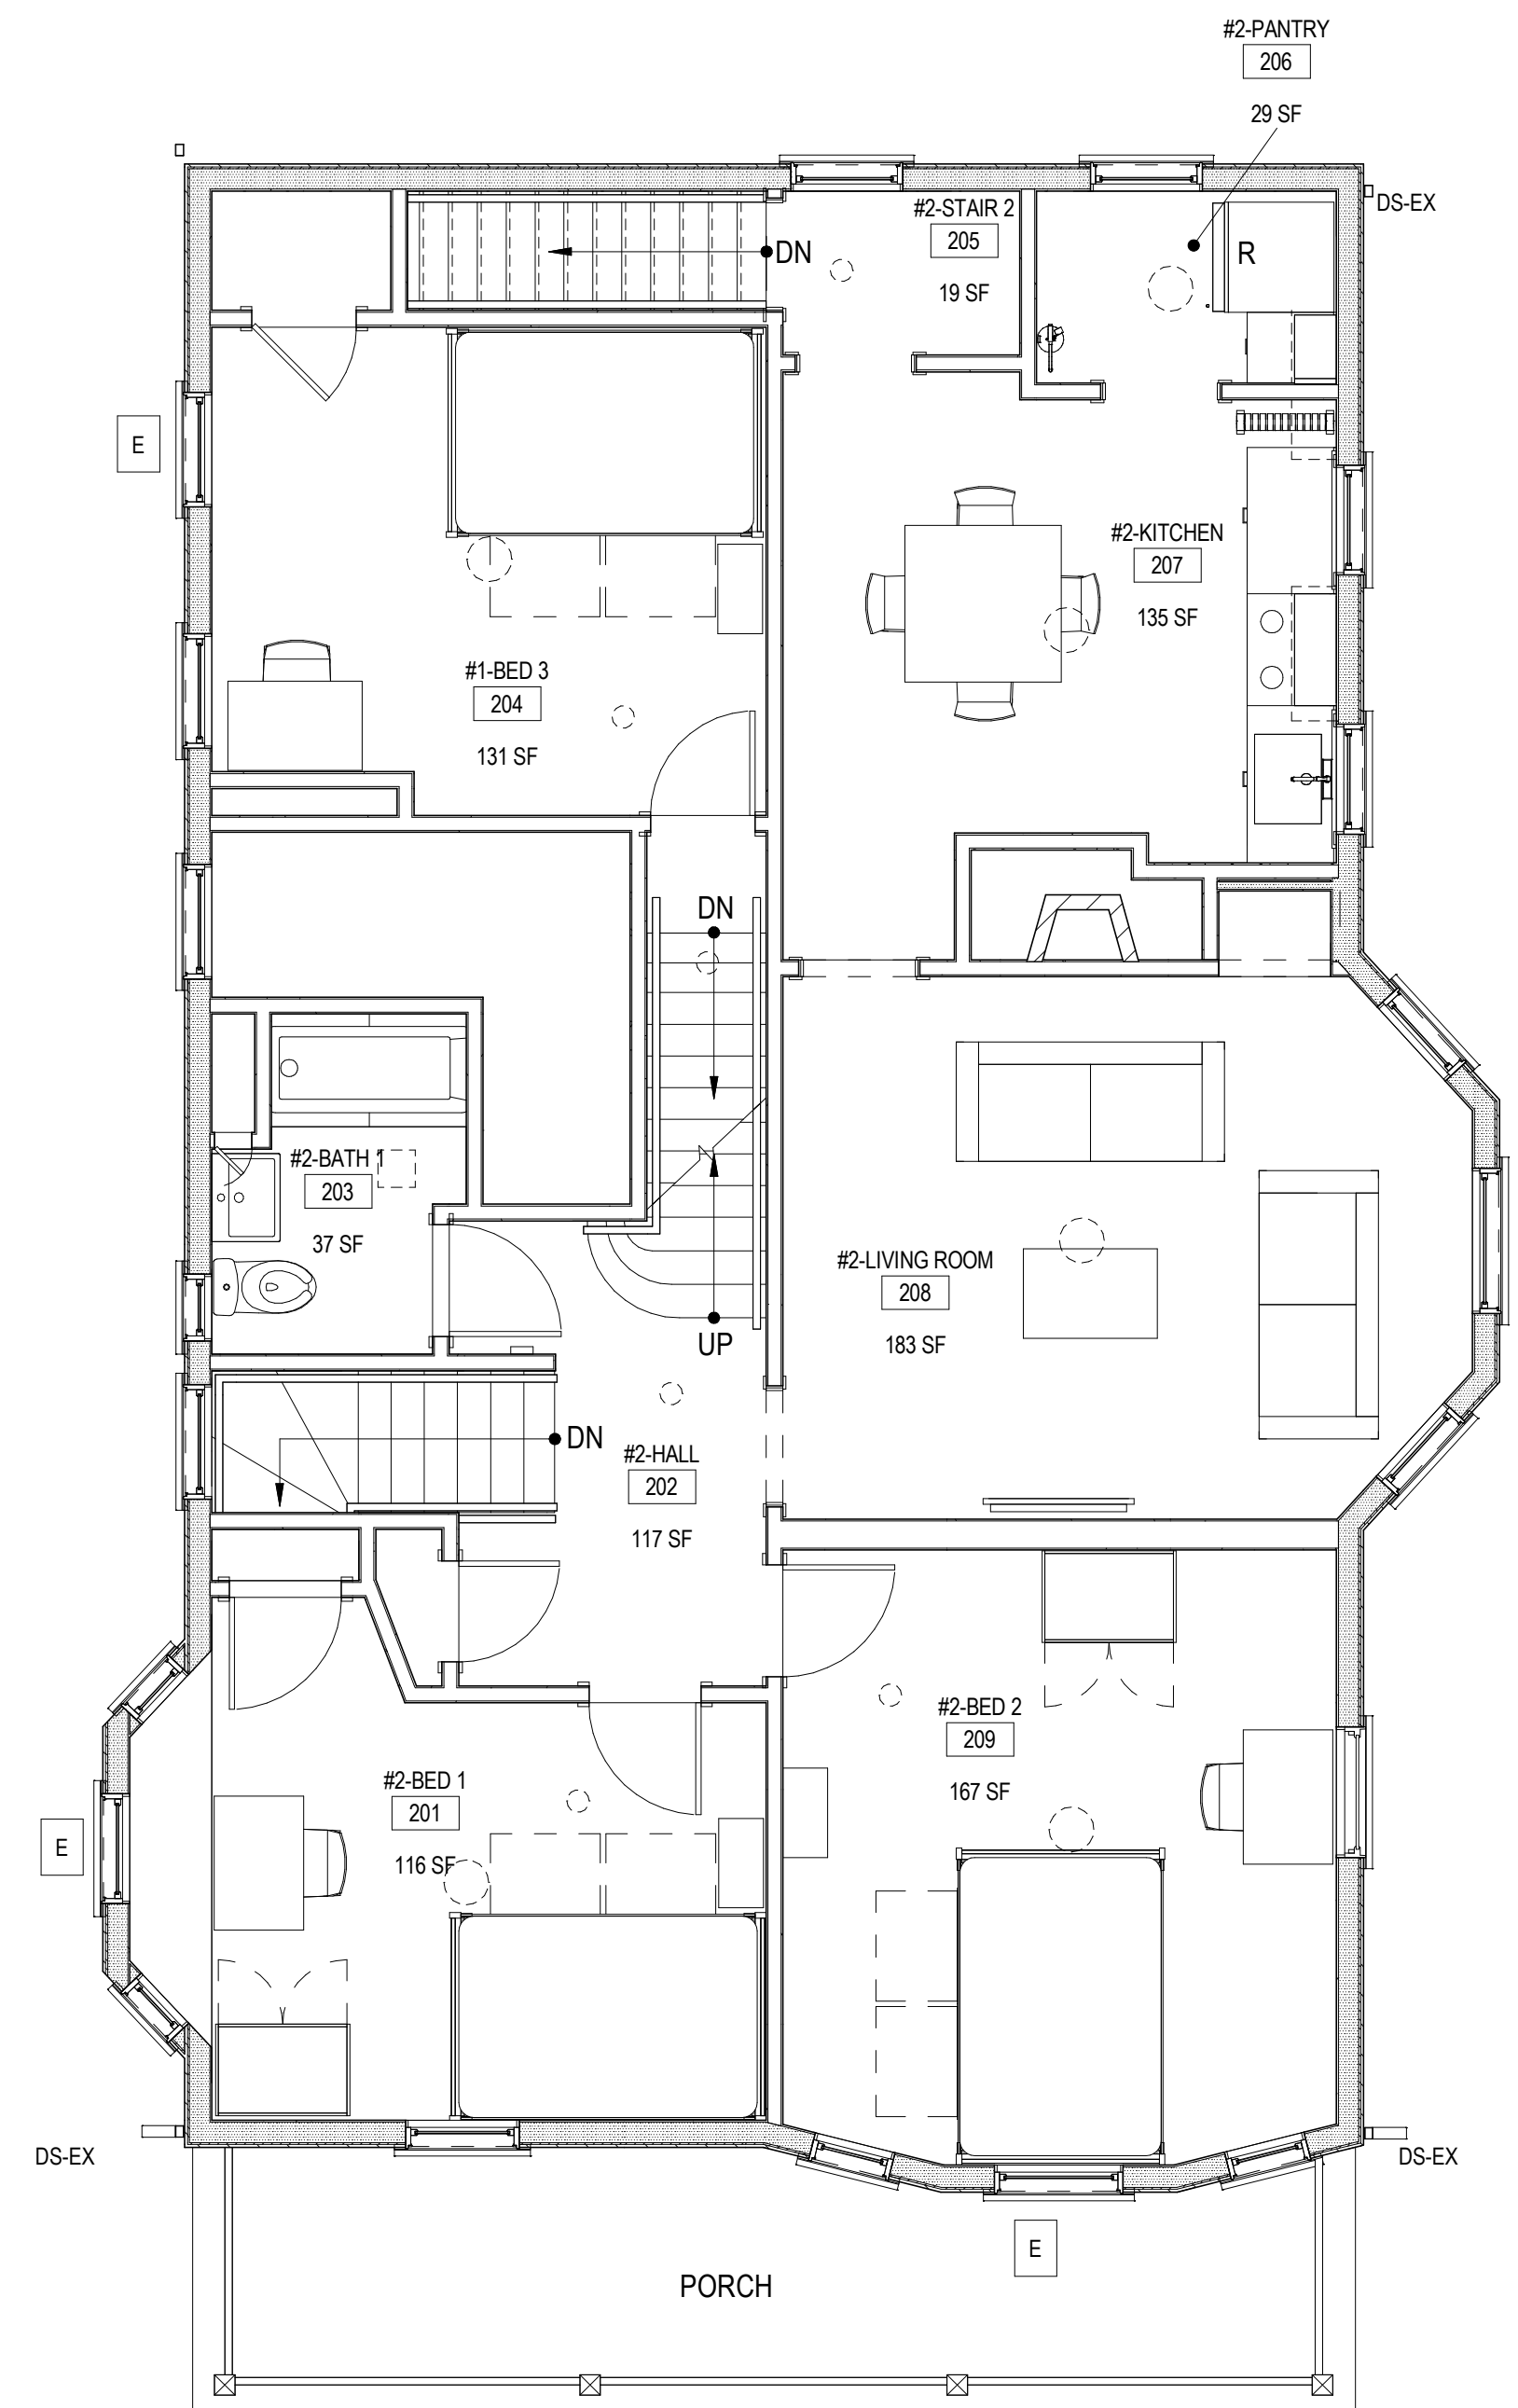 #2-PANTRY
206
29 SF
DS-EX
#2-STAIR 2
205
19 SF
DN
R
E
#2-KITCHEN
207
135 SF
#1-BED 3
204
131 SF
DN
#2-BATH 1
203
37 SF
#2-LIVING ROOM
208
183 SF
UP
DN
#2-HALL
202
117 SF
#2-BED 2
209
167 SF
#2-BED 1
201
116 SF
E
DS-EX
DS-EX
E
PORCH